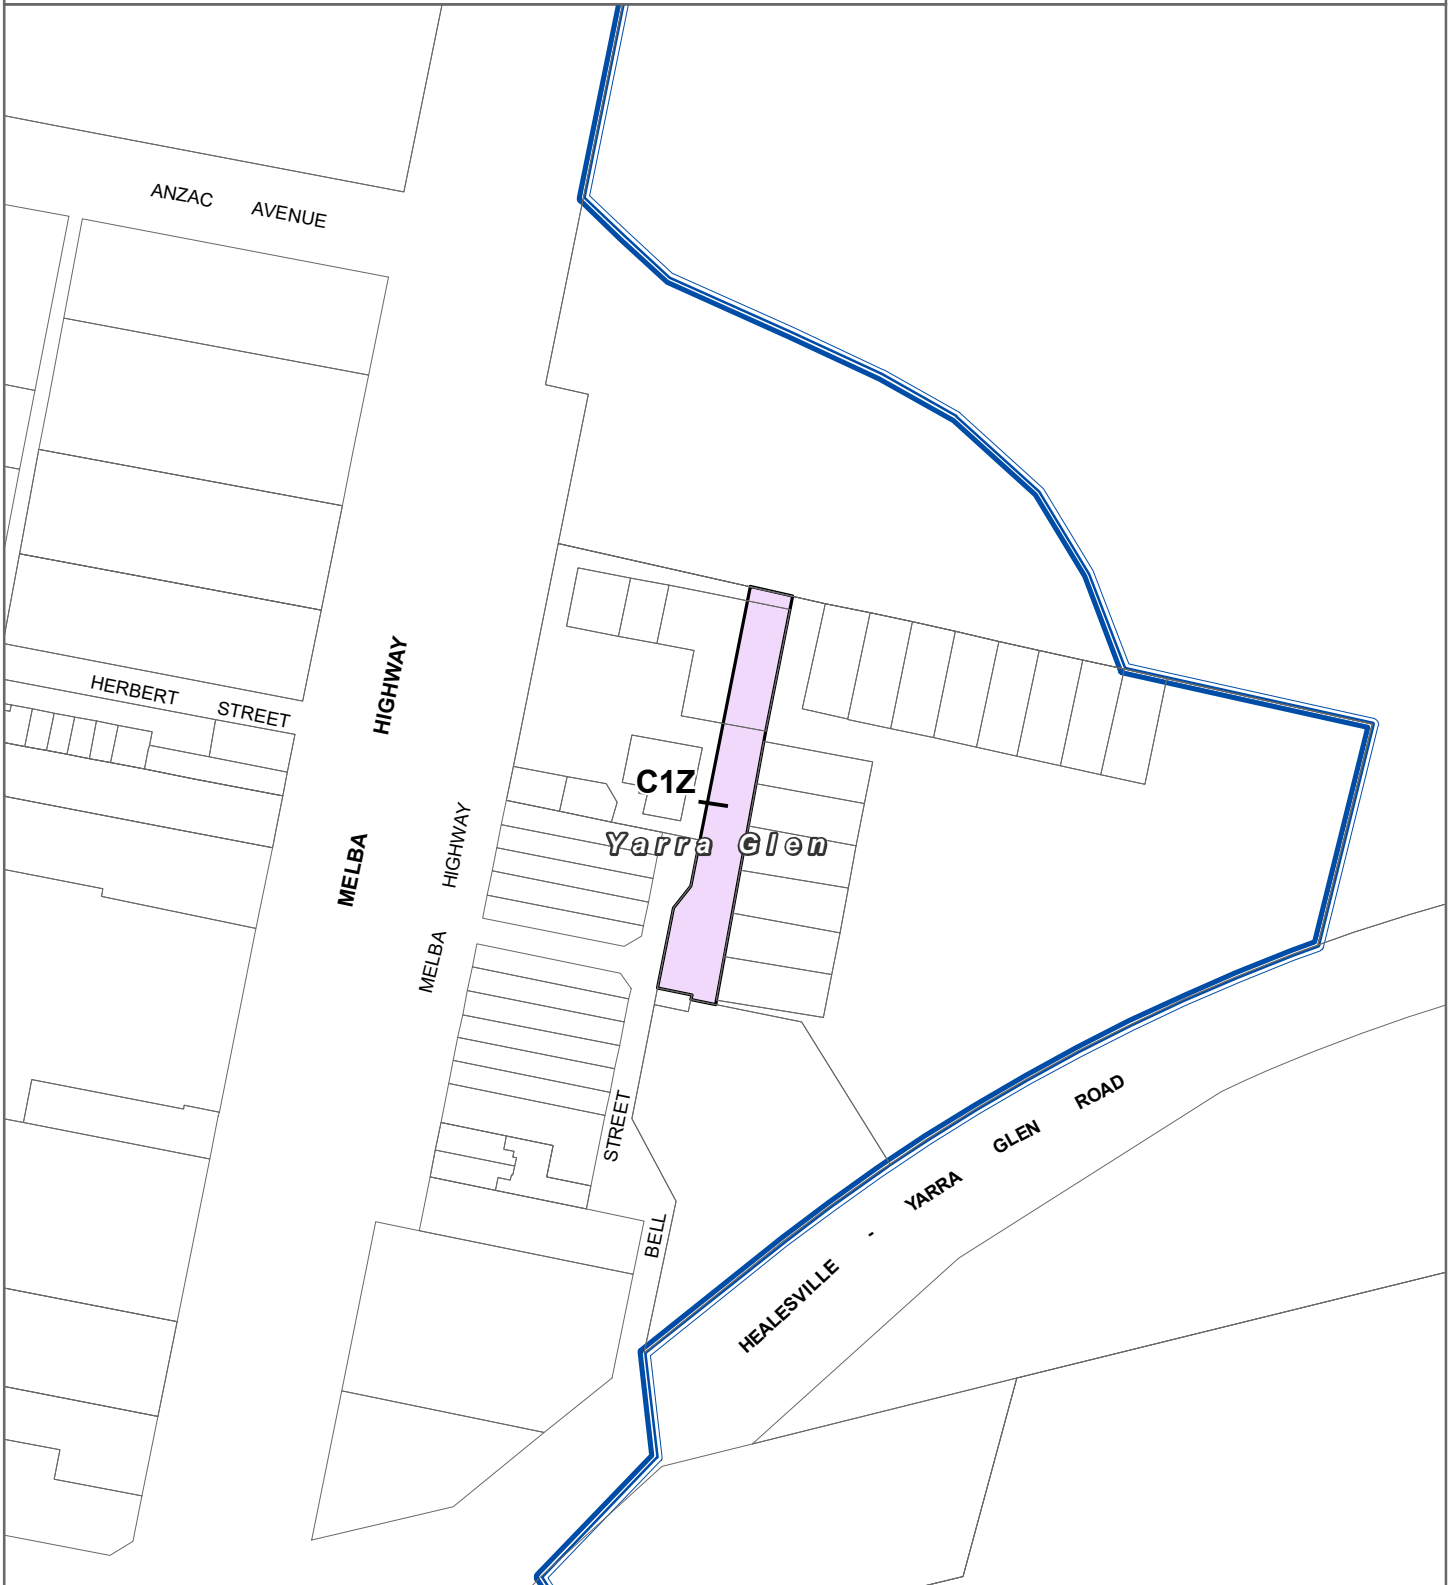 ANZAC AVENUE
HERBERT STREET
MELBA HIGHWAY
MELBA HIGHWAY
C1Z
Yarra Glen
BELL STREET
HEALESVILLE - YARRA GLEN ROAD